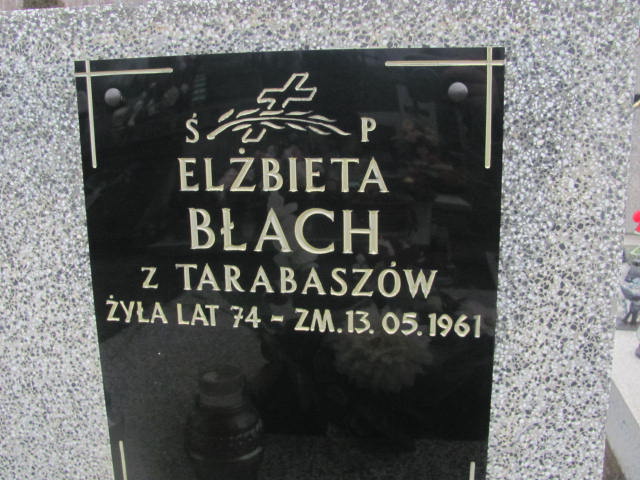 Ś P
ELŻBIETA
BŁACH
Z TARABASZÓW
ŻYŁA LAT 74 - ZM. 13. 05. 1961